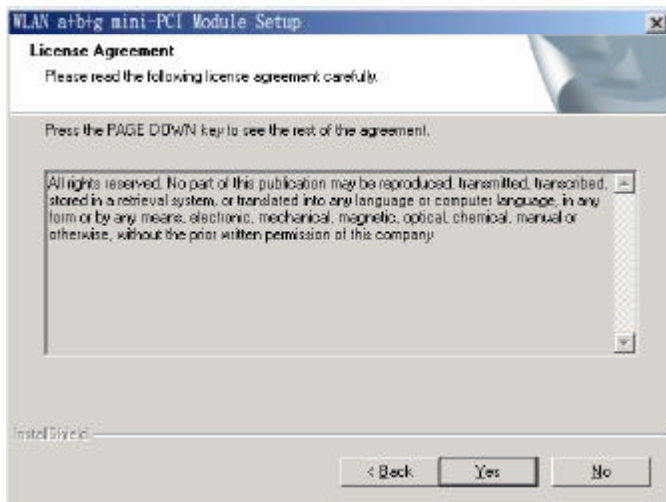 WLAN a+b+g mini-PCI Module Setup
License Agreement
Please read the following license agreement carefully.
Press the PAGE DOWN key to see the rest of the agreement.
All rights reserved. No part of this publication may be reproduced, transmitted, transcribed,
stored in a retrieval system, or translated into any language or computer language, in any
form or by any means, electronic, mechanical, magnetic, optical, chemical, manual or
otherwise, without the prior written permission of this company
InstallShield
< Back
Yes
No